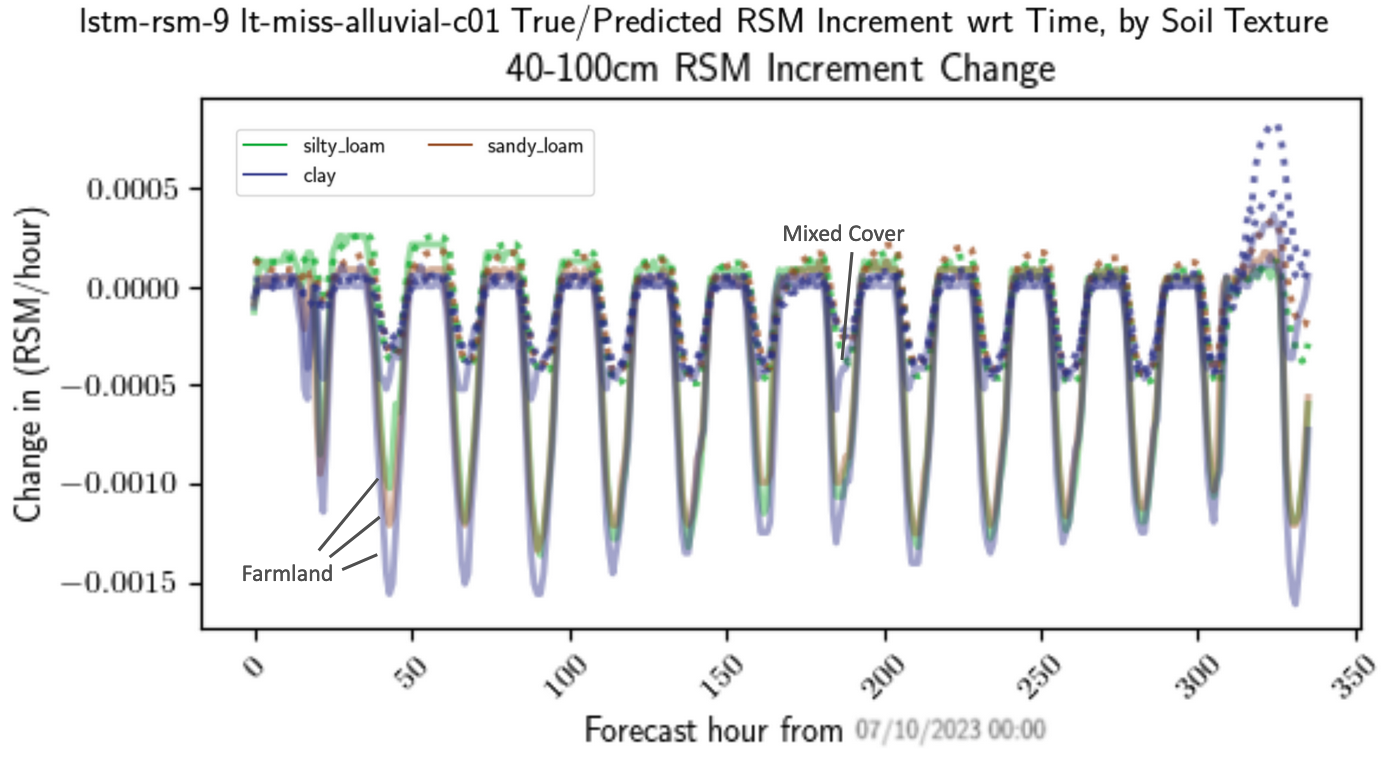 lstm-rsm-9 lt-miss-alluvial-c01 True/Predicted RSM Increment wrt Time, by Soil Texture
40-100cm RSM Increment Change
silty_loam
sandy_loam
clay
Mixed Cover
Farmland
Change in (RSM/hour)
0.0005
0.0000
−0.0005
−0.0010
−0.0015
0
50
100
150
200
250
300
350
Forecast hour from 07/10/2023 00:00